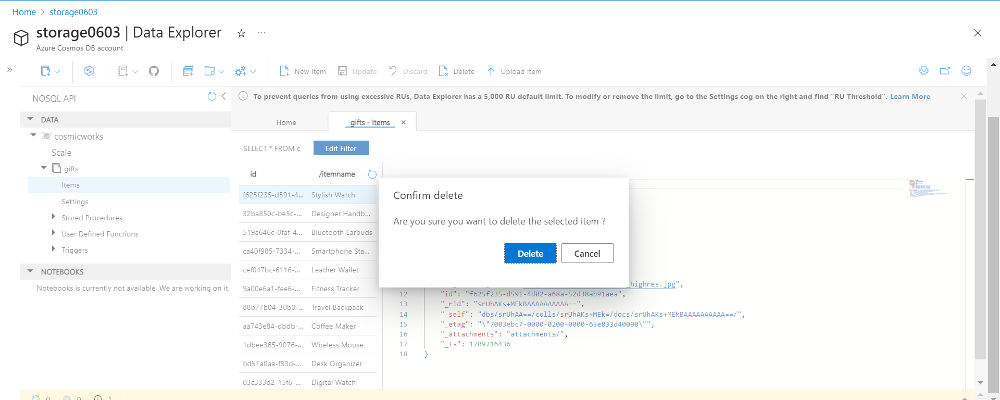 Home > storage0603
storage0603 | Data Explorer
Azure Cosmos DB account
New Item Update Discard Delete Upload Item
NOSQL API
To prevent queries from using excessive RUs, Data Explorer has a 5,000 RU default limit. To modify or remove the limit, go to the Settings cog on the right and find "RU Threshold". Learn More
DATA
cosmicworks
Scale
gifts
Items
Settings
Stored Procedures
User Defined Functions
Triggers
NOTEBOOKS
Notebooks is currently not available. We are working on it.
Home gifts - Items
SELECT * FROM c Edit Filter
id /itemname
f625f235-d591-4... Stylish Watch
32ba850c-be5c-... Designer Handb...
519a646c-0faf-4... Bluetooth Earbuds
ca40f985-7334-... Smartphone Sta...
cef047bc-6116-... Leather Wallet
9a00e6a1-fee6-... Fitness Tracker
88b77b04-30b0-... Travel Backpack
aa743e84-dbdb-... Coffee Maker
1dbee365-9076-... Wireless Mouse
bd51a0aa-f83d-... Desk Organizer
03c333d2-15f6-... Digital Watch
Confirm delete
Are you sure you want to delete the selected item ?
Delete Cancel
_highres.jpg",
12 "id": "f625f235-d591-4d02-a68a-52d38ab91aea",
13 "_rid": "srUhAKs+MEkBAAAAAAAAAA==",
14 "_self": "dbs/srUhAA==/colls/srUhAKs+MEk=/docs/srUhAKs+MEkBAAAAAAAAAA==/",
15 "_etag": "\"7003ebc7-0000-0200-0000-65e833d40000\"",
16 "_attachments": "attachments/",
17 "_ts": 1709716436
18 }
0 0 1